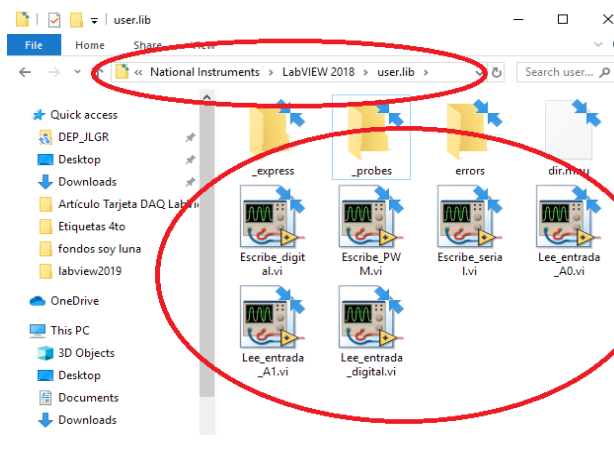 user.lib
File Home Share View
« National Instruments > LabVIEW 2018 > user.lib >
Search user...
Quick access
DEP_JLGR
Desktop
Downloads
Artículo Tarjeta DAQ
Etiquetas 4to
fondos soy luna
labview2019
OneDrive
This PC
3D Objects
Desktop
Documents
Downloads
_express
_probes
errors
dir.mnu
Escribe_digit
al.vi
Escribe_PW
M.vi
Escribe_seria
l.vi
Lee_entrada
_A0.vi
Lee_entrada
_A1.vi
Lee_entrada
_digital.vi